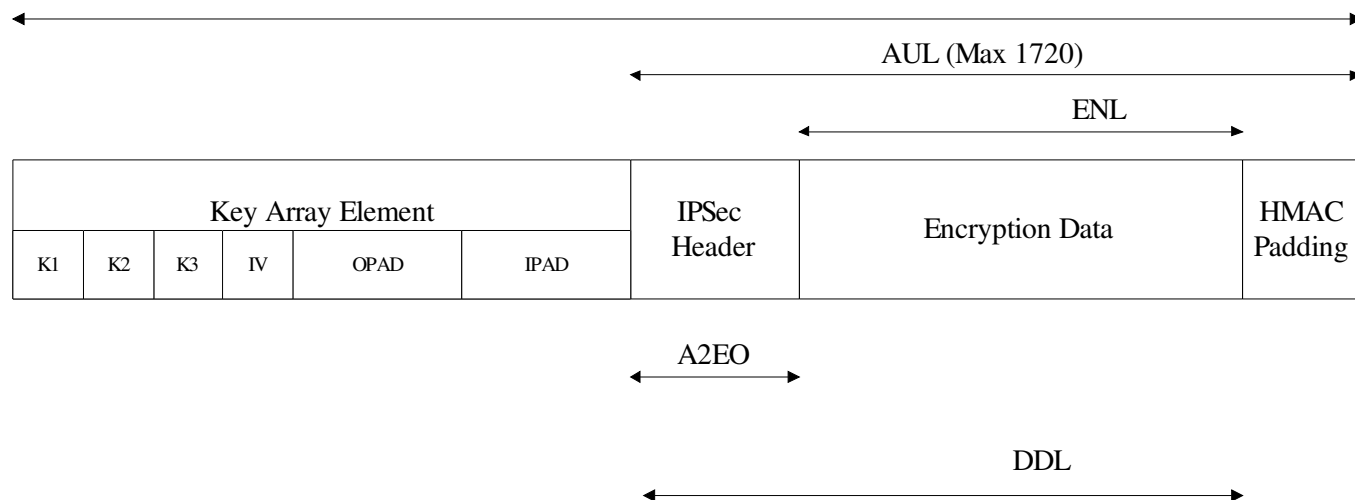 AUL (Max 1720)
ENL
Key Array Element
IPSec
Header
Encryption Data
HMAC
Padding
K1
K2
K3
IV
OPAD
IPAD
A2EO
DDL